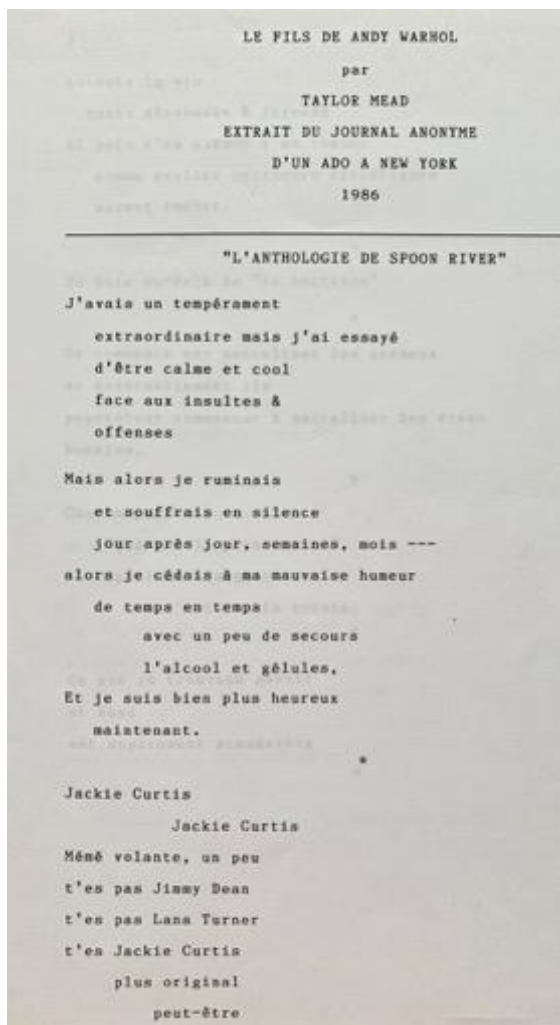 LE FILS DE ANDY WARHOL
par
TAYLOR MEAD
EXTRAIT DU JOURNAL ANONYME
D'UN ADO A NEW YORK
1986
"L'ANTHOLOGIE DE SPOON RIVER"
J'avais un tempérament
extraordinaire mais j'ai essayé
d'être calme et cool
face aux insultes &
offenses
Mais alors je ruminais
et souffrais en silence
jour après jour, semaines, mois ---
alors je cédais à ma mauvaise humeur
de temps en temps
avec un peu de secours
l'alcool et gélules,
Et je suis bien plus heureux
maintenant.
*
Jackie Curtis
Jackie Curtis
Mémé volante, un peu
t'es pas Jimmy Dean
t'es pas Lana Turner
t'es Jackie Curtis
plus original
peut-être